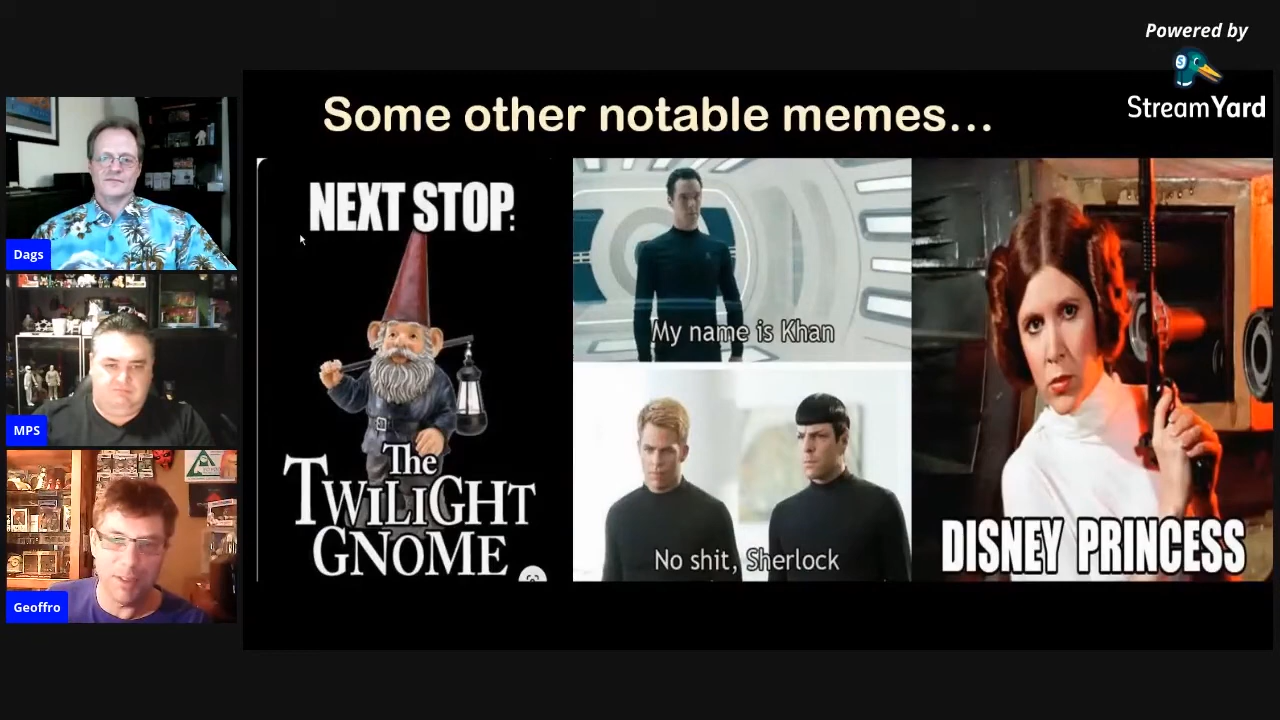 Powered by
StreamYard
Some other notable memes...
Dags
MPS
Geoffro
NEXT STOP:
The
TWILIGHT
GNOME
My name is Khan
No shit, Sherlock
DISNEY PRINCESS